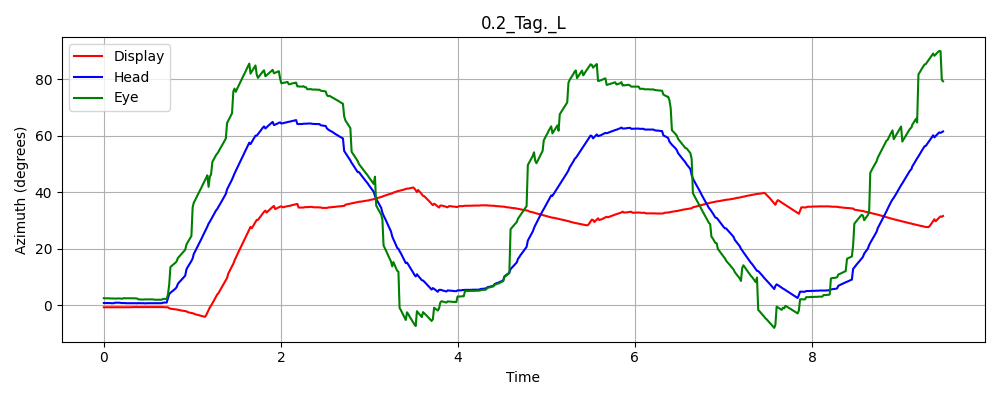 0.2_Tag._L
Display
Head
Eye
Azimuth (degrees)
80
60
40
20
0
0 2 4 6 8
Time